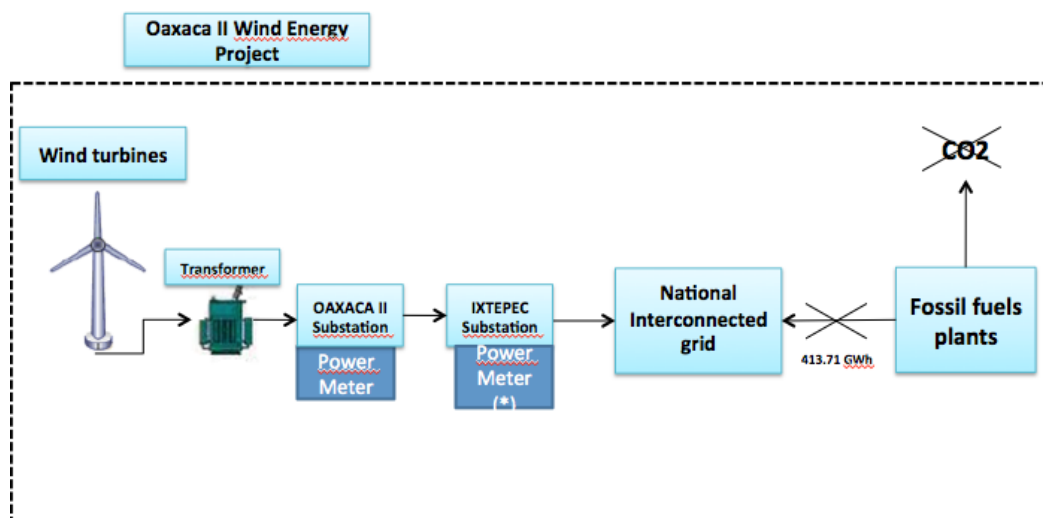 Oaxaca II Wind Energy
Project
Wind turbines
CO2
Transformer
OAXACA II
Substation
Power
Meter
IXTEPEC
Substation
Power
Meter
(*)
National
Interconnected
grid
413.71 GWh
Fossil fuels
plants